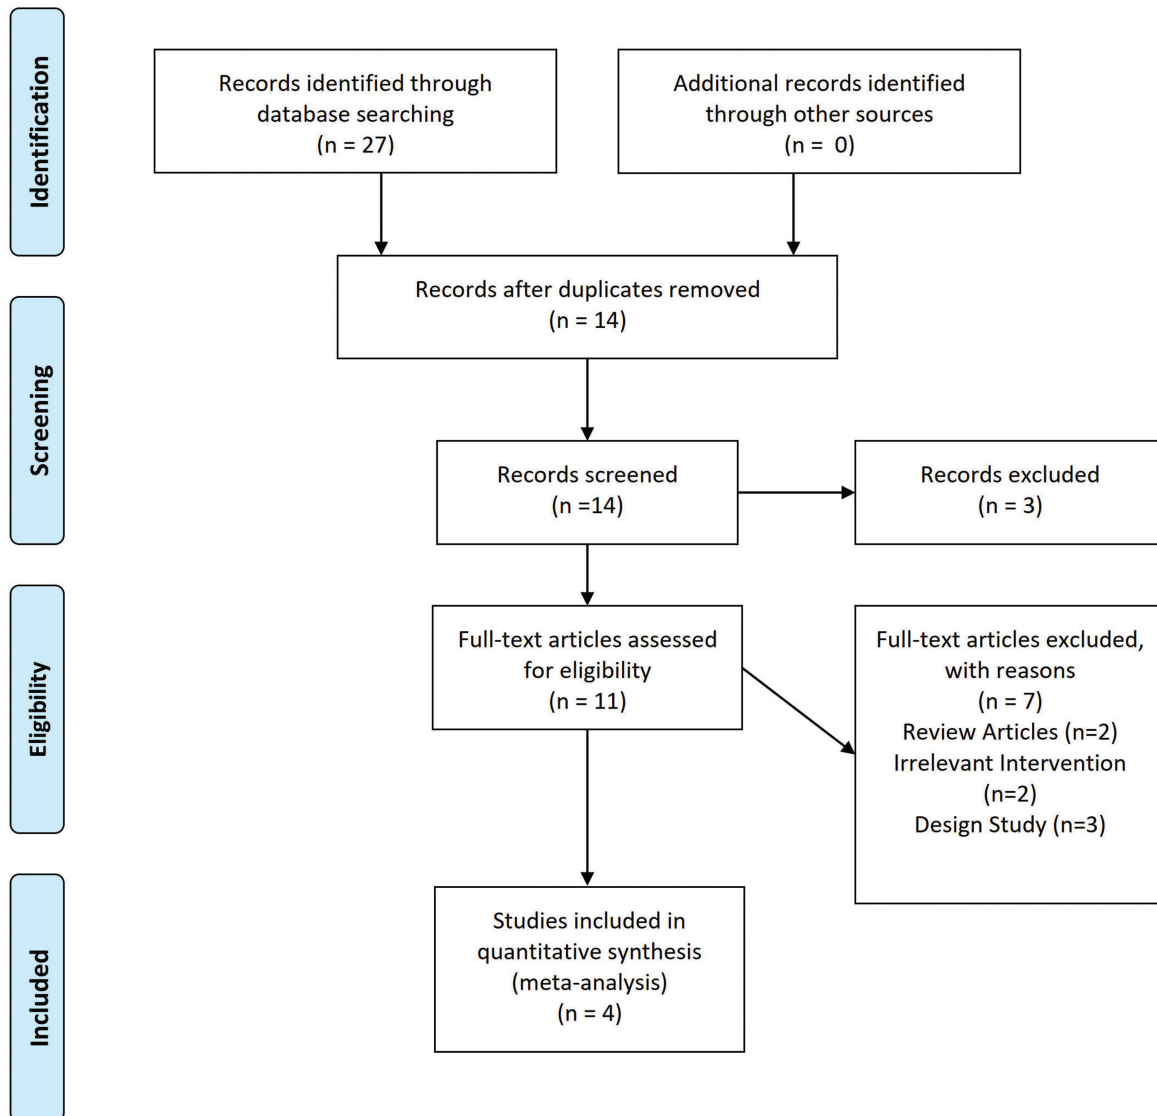 Identification
Records identified through
database searching
(n = 27)
Additional records identified
through other sources
(n =  0)
Records after duplicates removed
(n = 14)
Screening
Records screened
(n =14)
Records excluded
(n = 3)
Eligibility
Full-text articles assessed
for eligibility
(n = 11)
Full-text articles excluded,
with reasons
(n = 7)
Review Articles (n=2)
Irrelevant Intervention
(n=2)
Design Study (n=3)
Included
Studies included in
quantitative synthesis
(meta-analysis)
(n = 4)